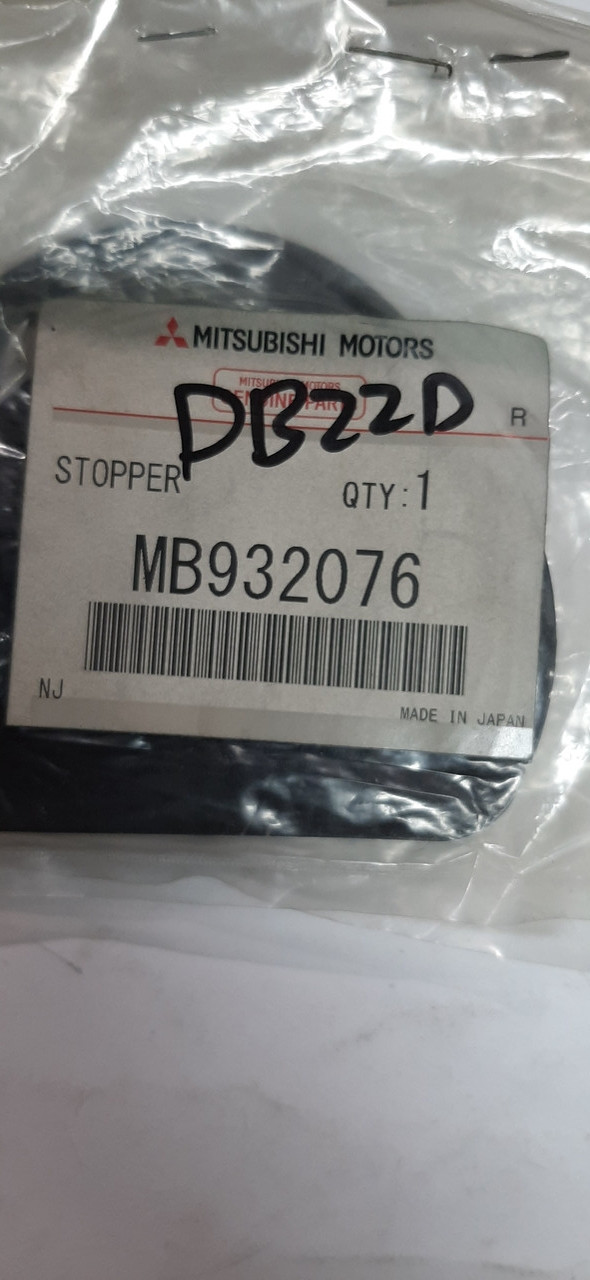 MITSUBISHI MOTORS
DB22D
R
STOPPER
QTY:1
MB932076
NJ
MADE IN JAPAN